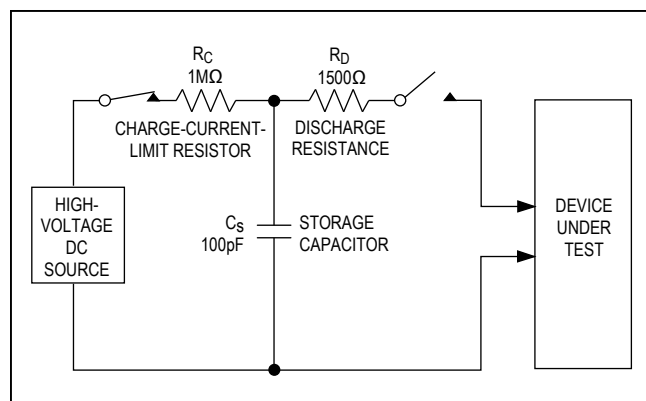 RC
1MΩ
CHARGE-CURRENT-
LIMIT RESISTOR
RD
1500Ω
DISCHARGE
RESISTANCE
HIGH-
VOLTAGE
DC
SOURCE
Cs
100pF
STORAGE
CAPACITOR
DEVICE
UNDER
TEST